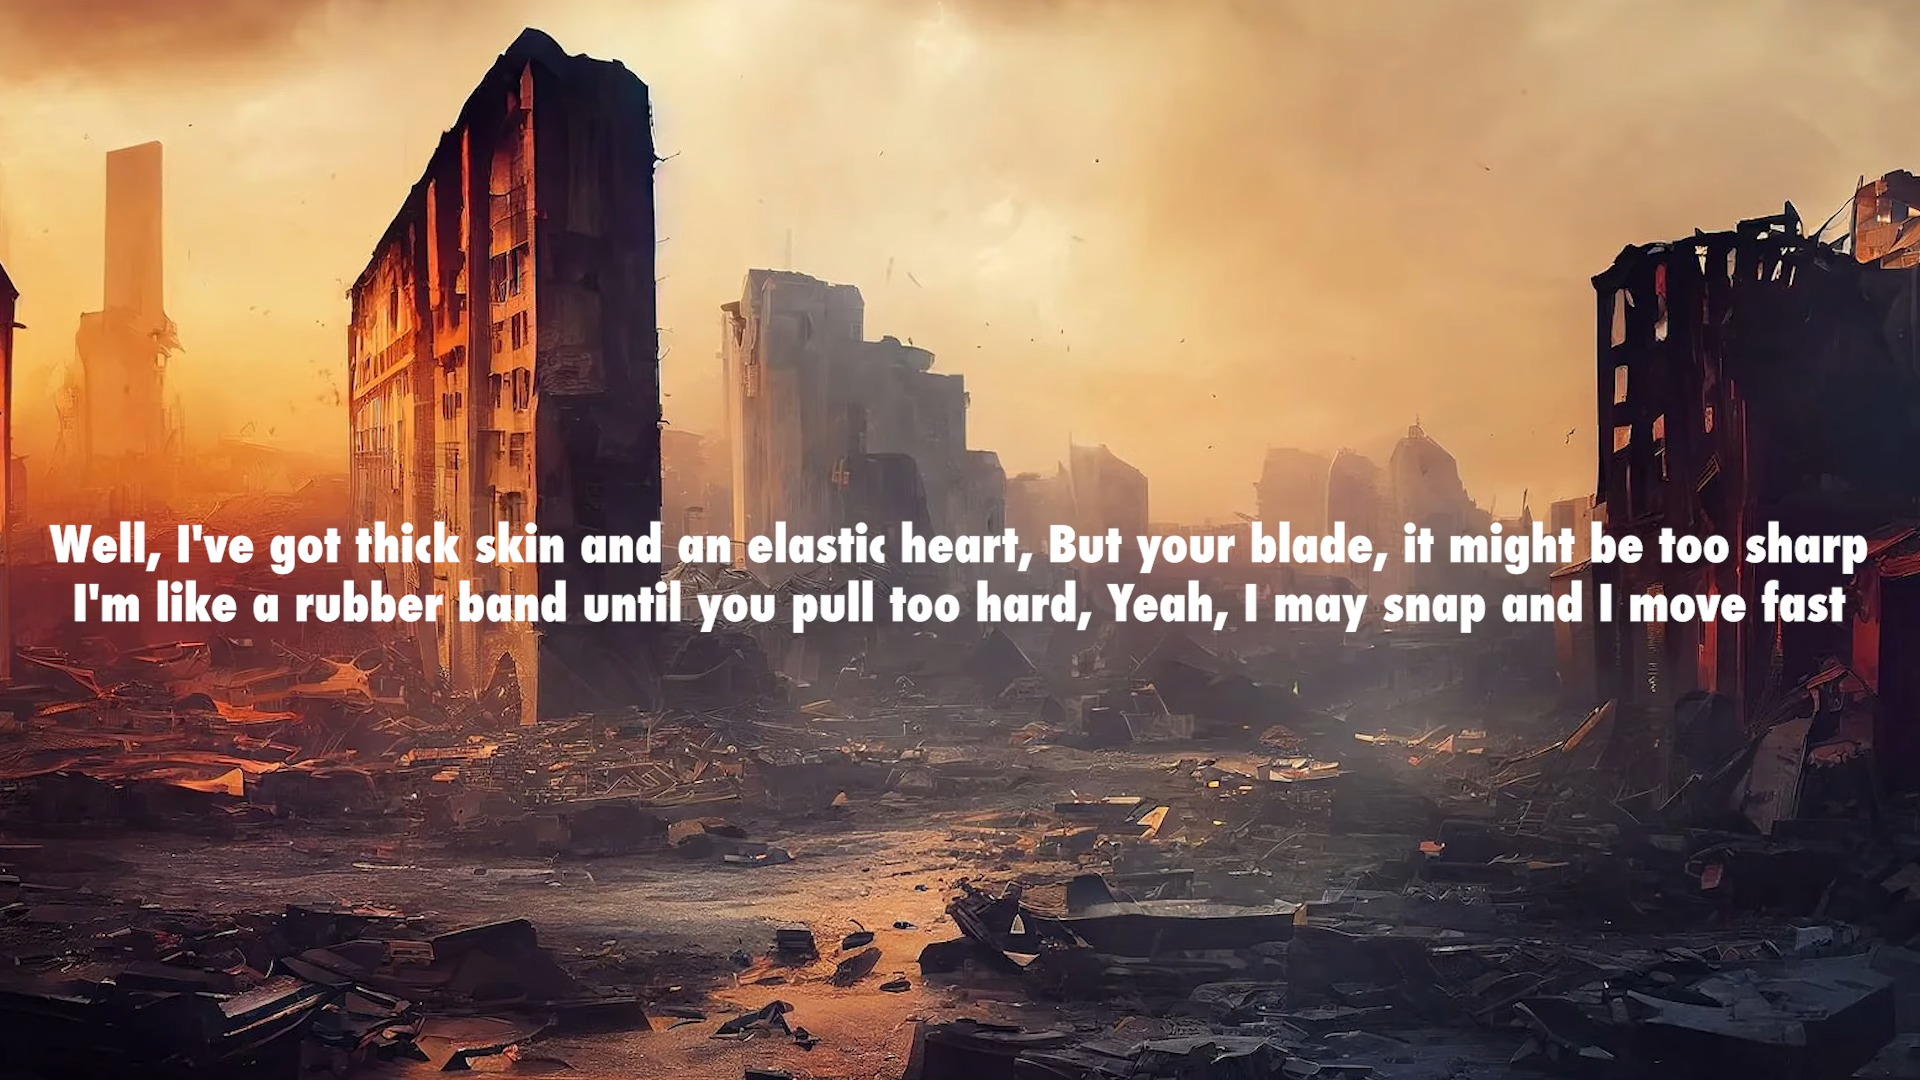 Well, I've got thick skin and an elastic heart, But your blade, it might be too sharp
I'm like a rubber band until you pull too hard, Yeah, I may snap and I move fast